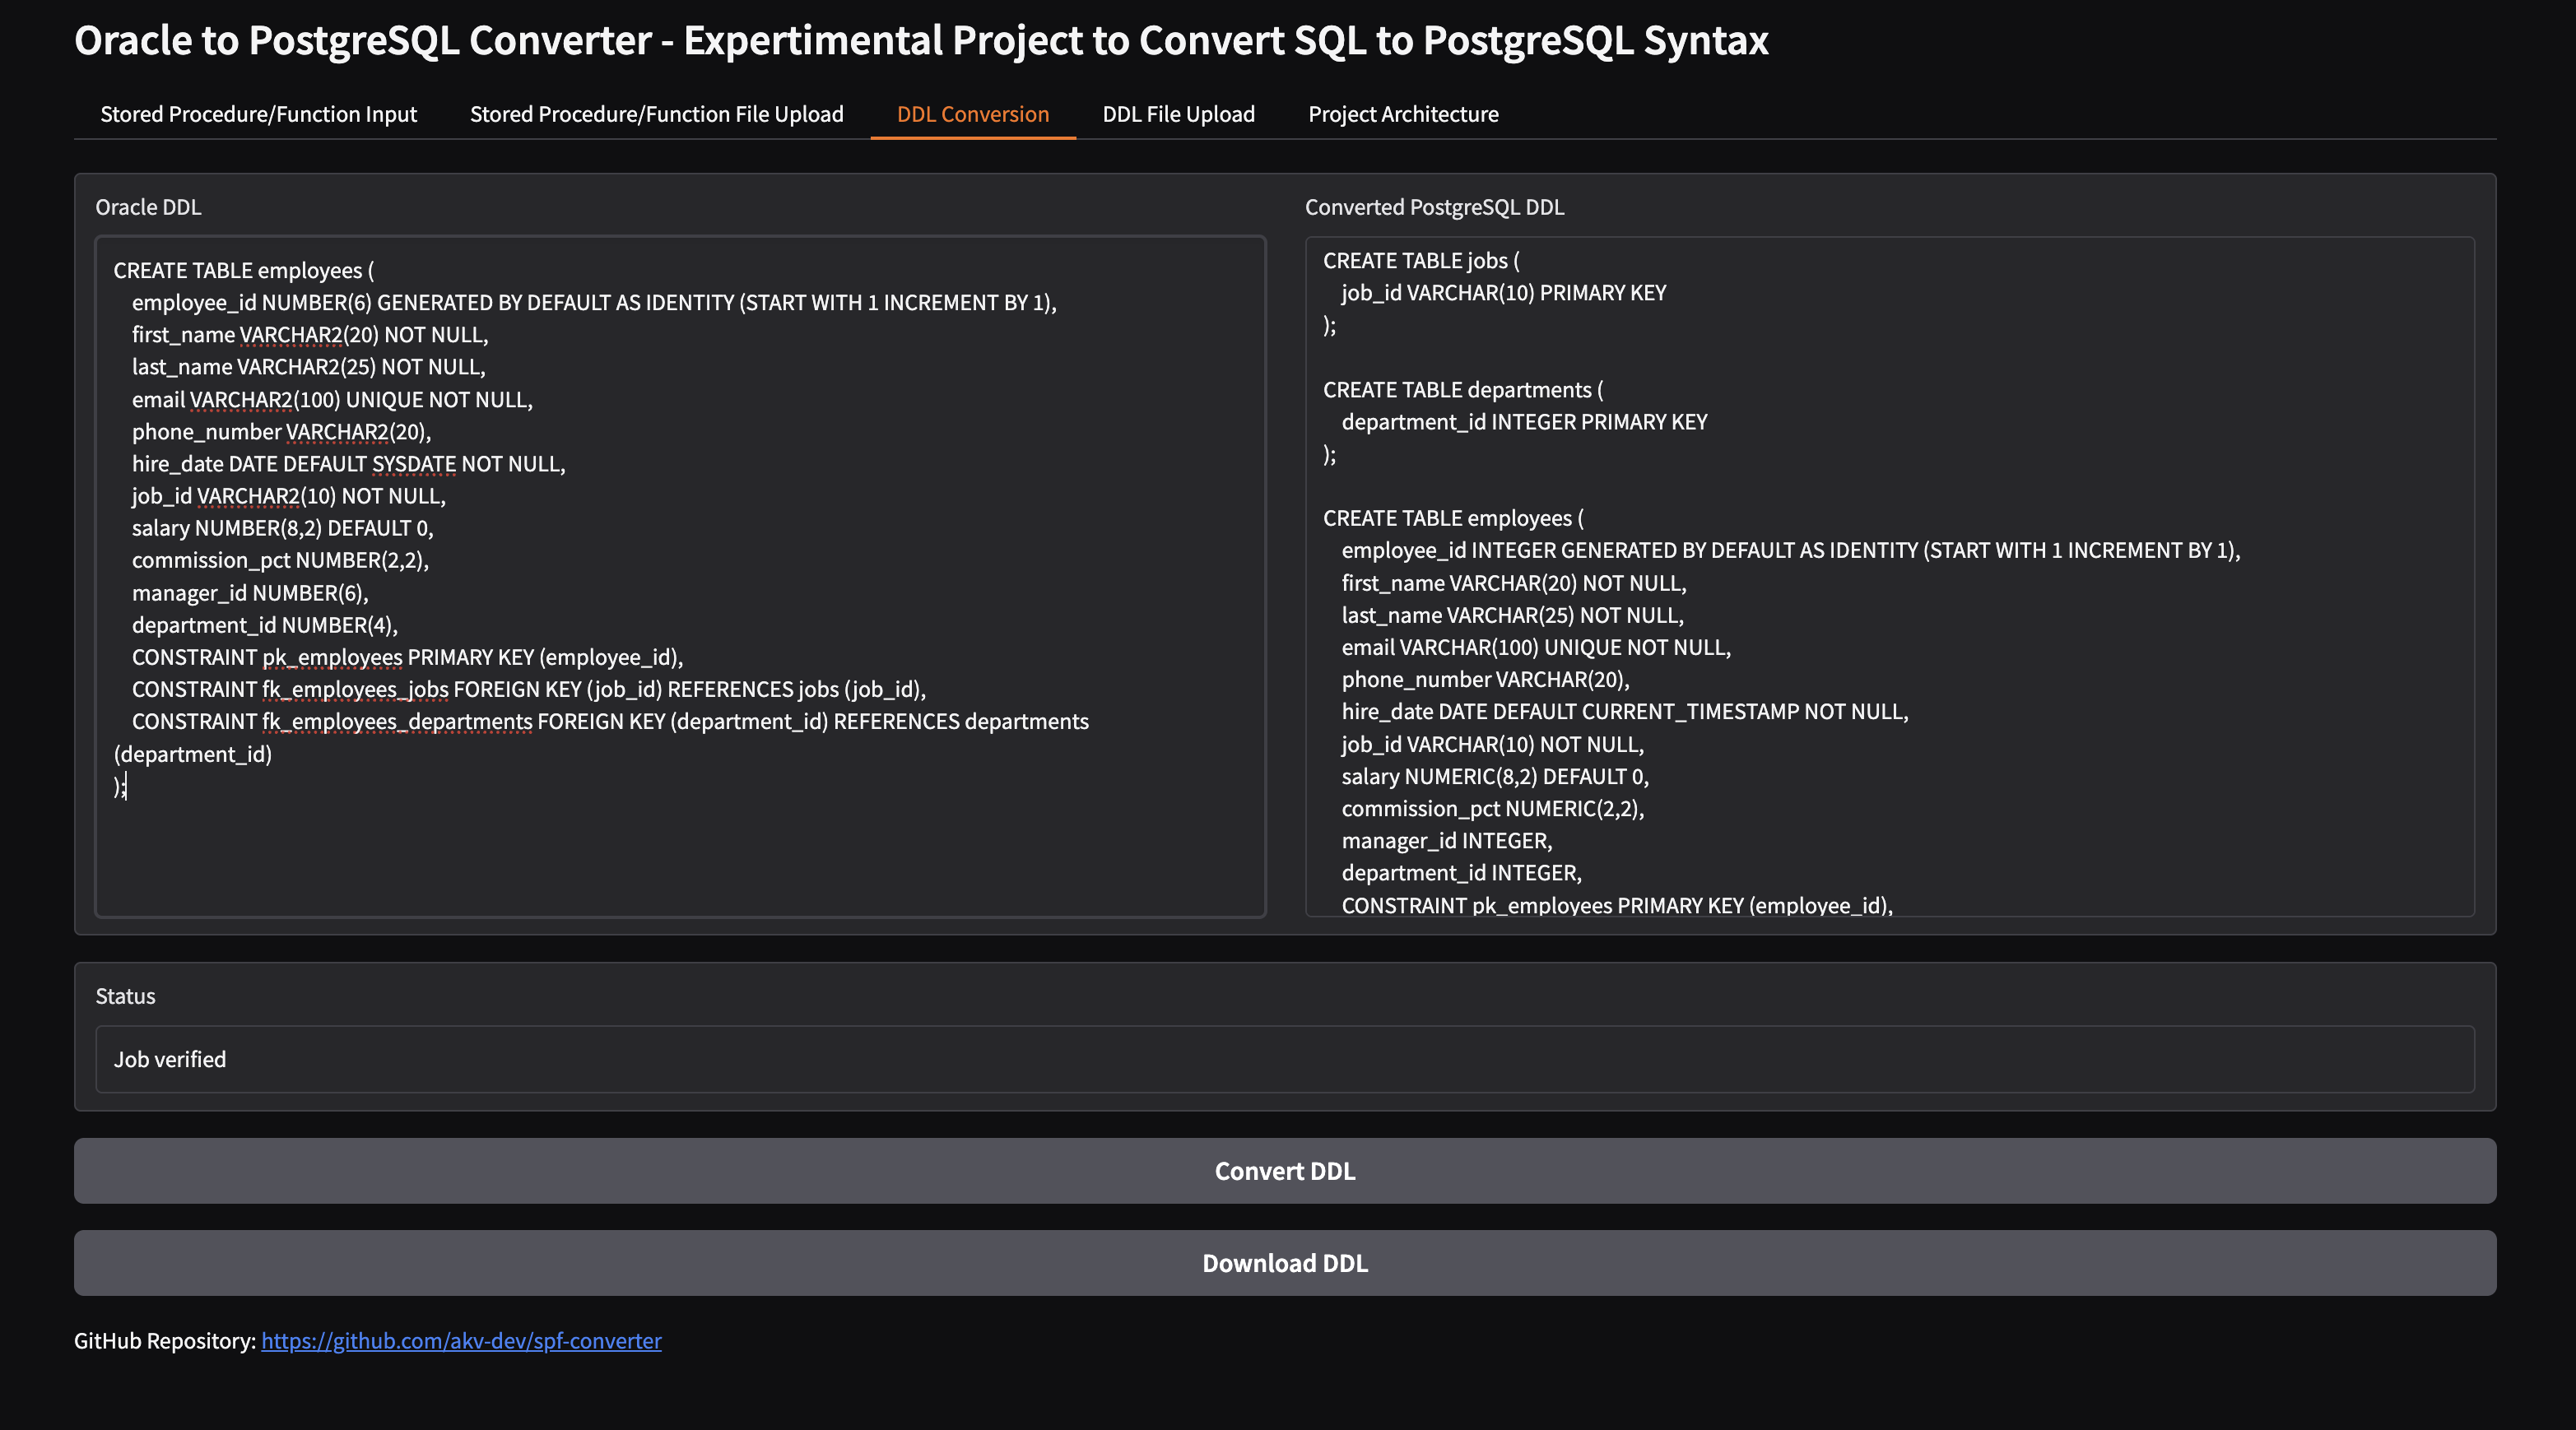 Oracle to PostgreSQL Converter - Expertimental Project to Convert SQL to PostgreSQL Syntax
Stored Procedure/Function Input
Stored Procedure/Function File Upload
DDL Conversion
DDL File Upload
Project Architecture
Oracle DDL
CREATE TABLE employees (
employee_id NUMBER(6) GENERATED BY DEFAULT AS IDENTITY (START WITH 1 INCREMENT BY 1),
first_name VARCHAR2(20) NOT NULL,
last_name VARCHAR2(25) NOT NULL,
email VARCHAR2(100) UNIQUE NOT NULL,
phone_number VARCHAR2(20),
hire_date DATE DEFAULT SYSDATE NOT NULL,
job_id VARCHAR2(10) NOT NULL,
salary NUMBER(8,2) DEFAULT 0,
commission_pct NUMBER(2,2),
manager_id NUMBER(6),
department_id NUMBER(4),
CONSTRAINT pk_employees PRIMARY KEY (employee_id),
CONSTRAINT fk_employees_jobs FOREIGN KEY (job_id) REFERENCES jobs (job_id),
CONSTRAINT fk_employees_departments FOREIGN KEY (department_id) REFERENCES departments
(department_id)
);
Converted PostgreSQL DDL
CREATE TABLE jobs (
job_id VARCHAR(10) PRIMARY KEY
);
CREATE TABLE departments (
department_id INTEGER PRIMARY KEY
);
CREATE TABLE employees (
employee_id INTEGER GENERATED BY DEFAULT AS IDENTITY (START WITH 1 INCREMENT BY 1),
first_name VARCHAR(20) NOT NULL,
last_name VARCHAR(25) NOT NULL,
email VARCHAR(100) UNIQUE NOT NULL,
phone_number VARCHAR(20),
hire_date DATE DEFAULT CURRENT_TIMESTAMP NOT NULL,
job_id VARCHAR(10) NOT NULL,
salary NUMERIC(8,2) DEFAULT 0,
commission_pct NUMERIC(2,2),
manager_id INTEGER,
department_id INTEGER,
CONSTRAINT pk_employees PRIMARY KEY (employee_id),
Status
Job verified
Convert DDL
Download DDL
GitHub Repository: https://github.com/akv-dev/spf-converter